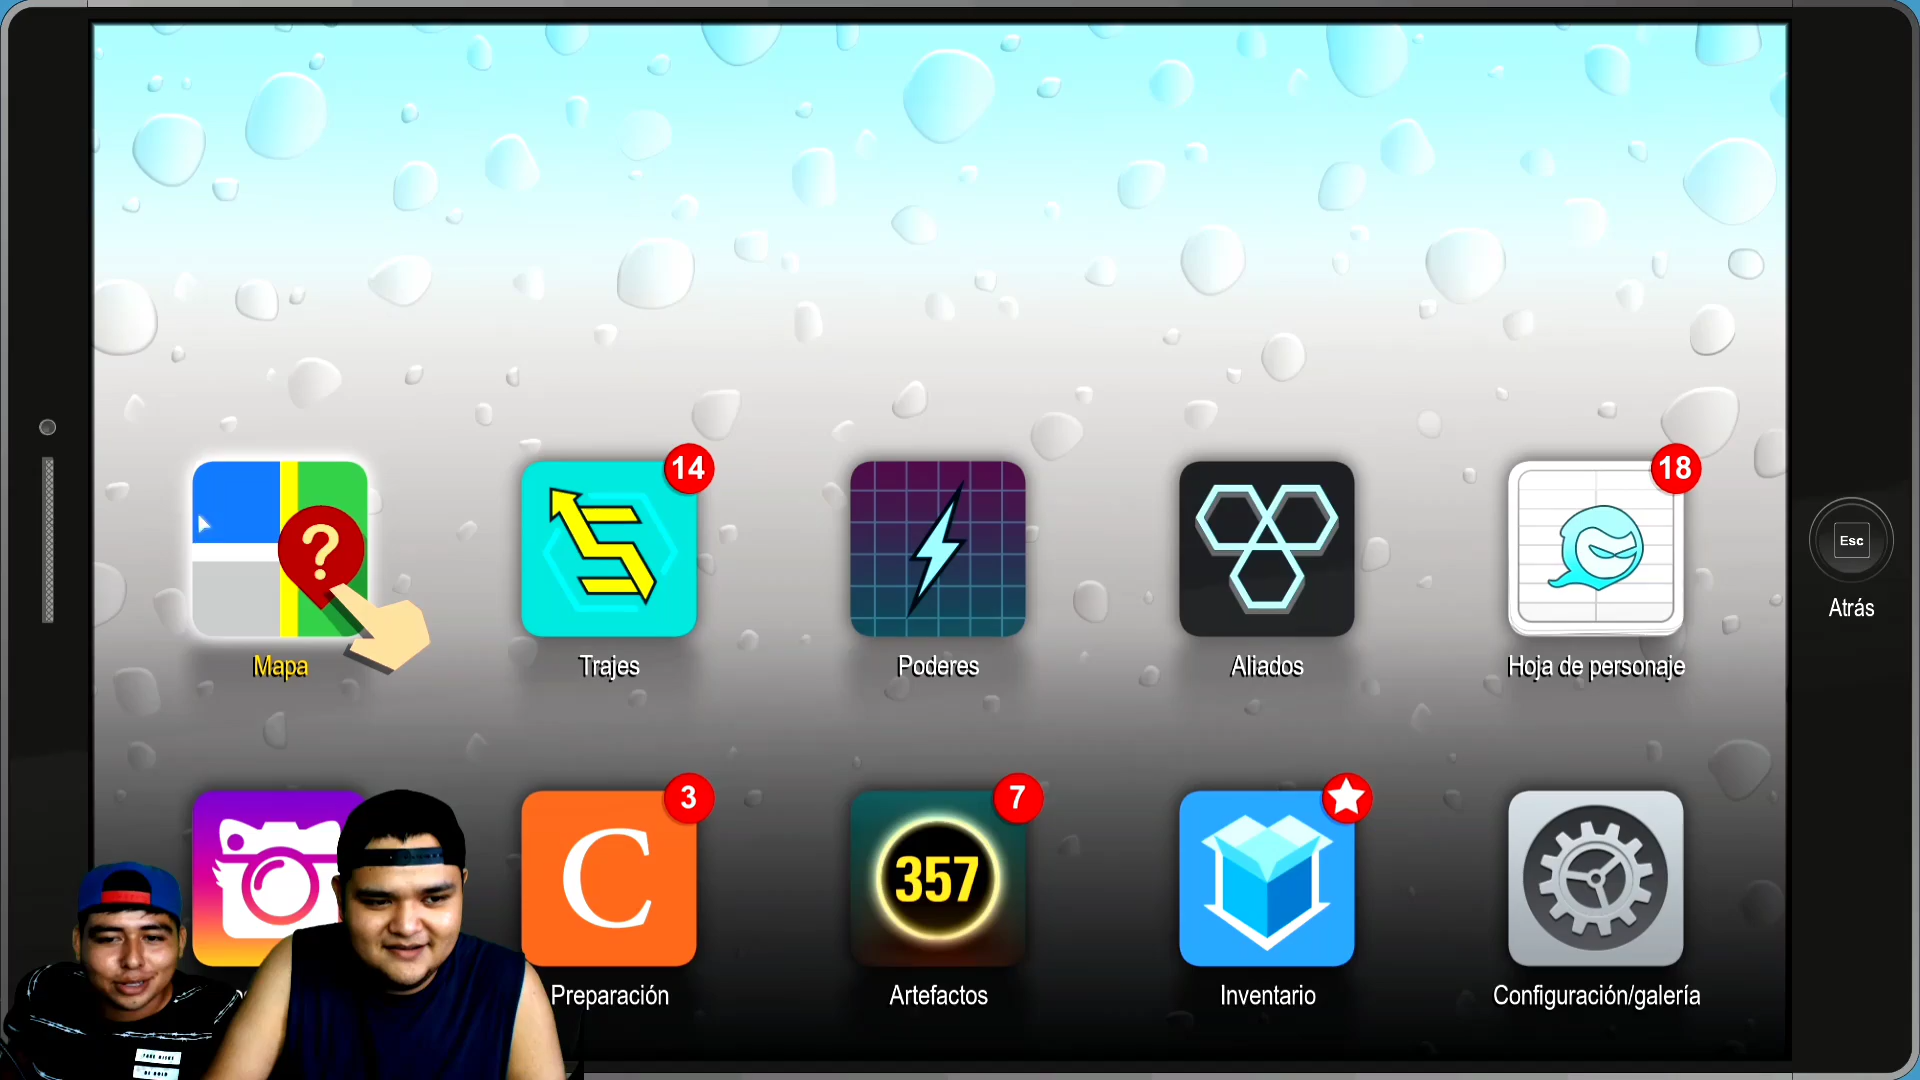 14
18
?
Mapa
Trajes
Poderes
Aliados
Hoja de personaje
Esc
Atrás
3
7
C
357
Preparación
Artefactos
Inventario
Configuración/galería